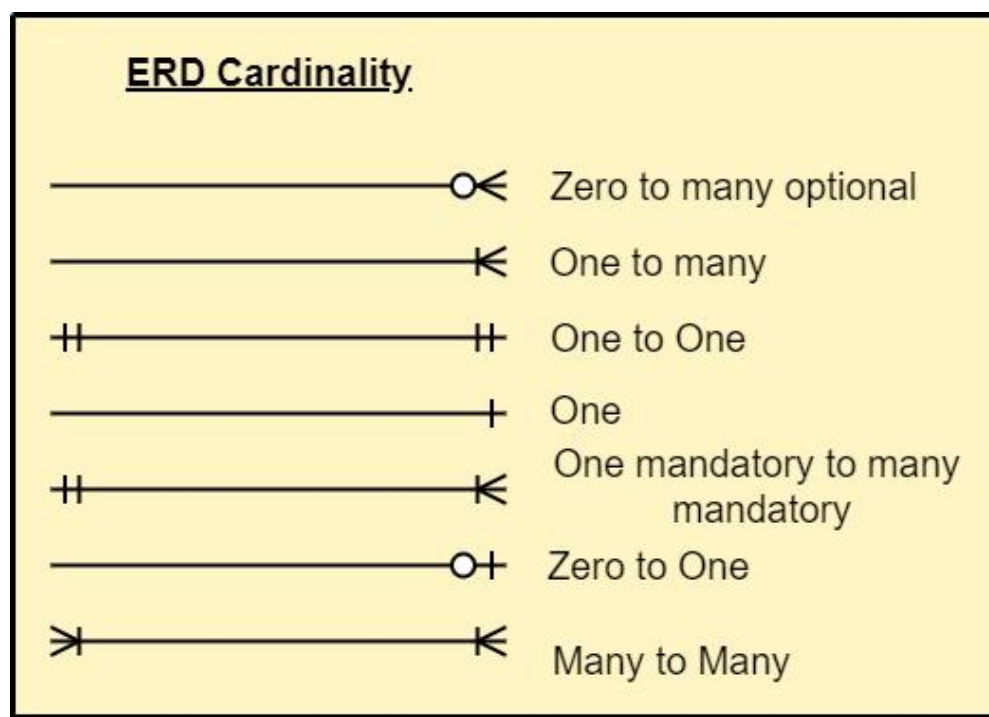 ERD Cardinality
Zero to many optional
One to many
One to One
One
One mandatory to many
mandatory
Zero to One
Many to Many